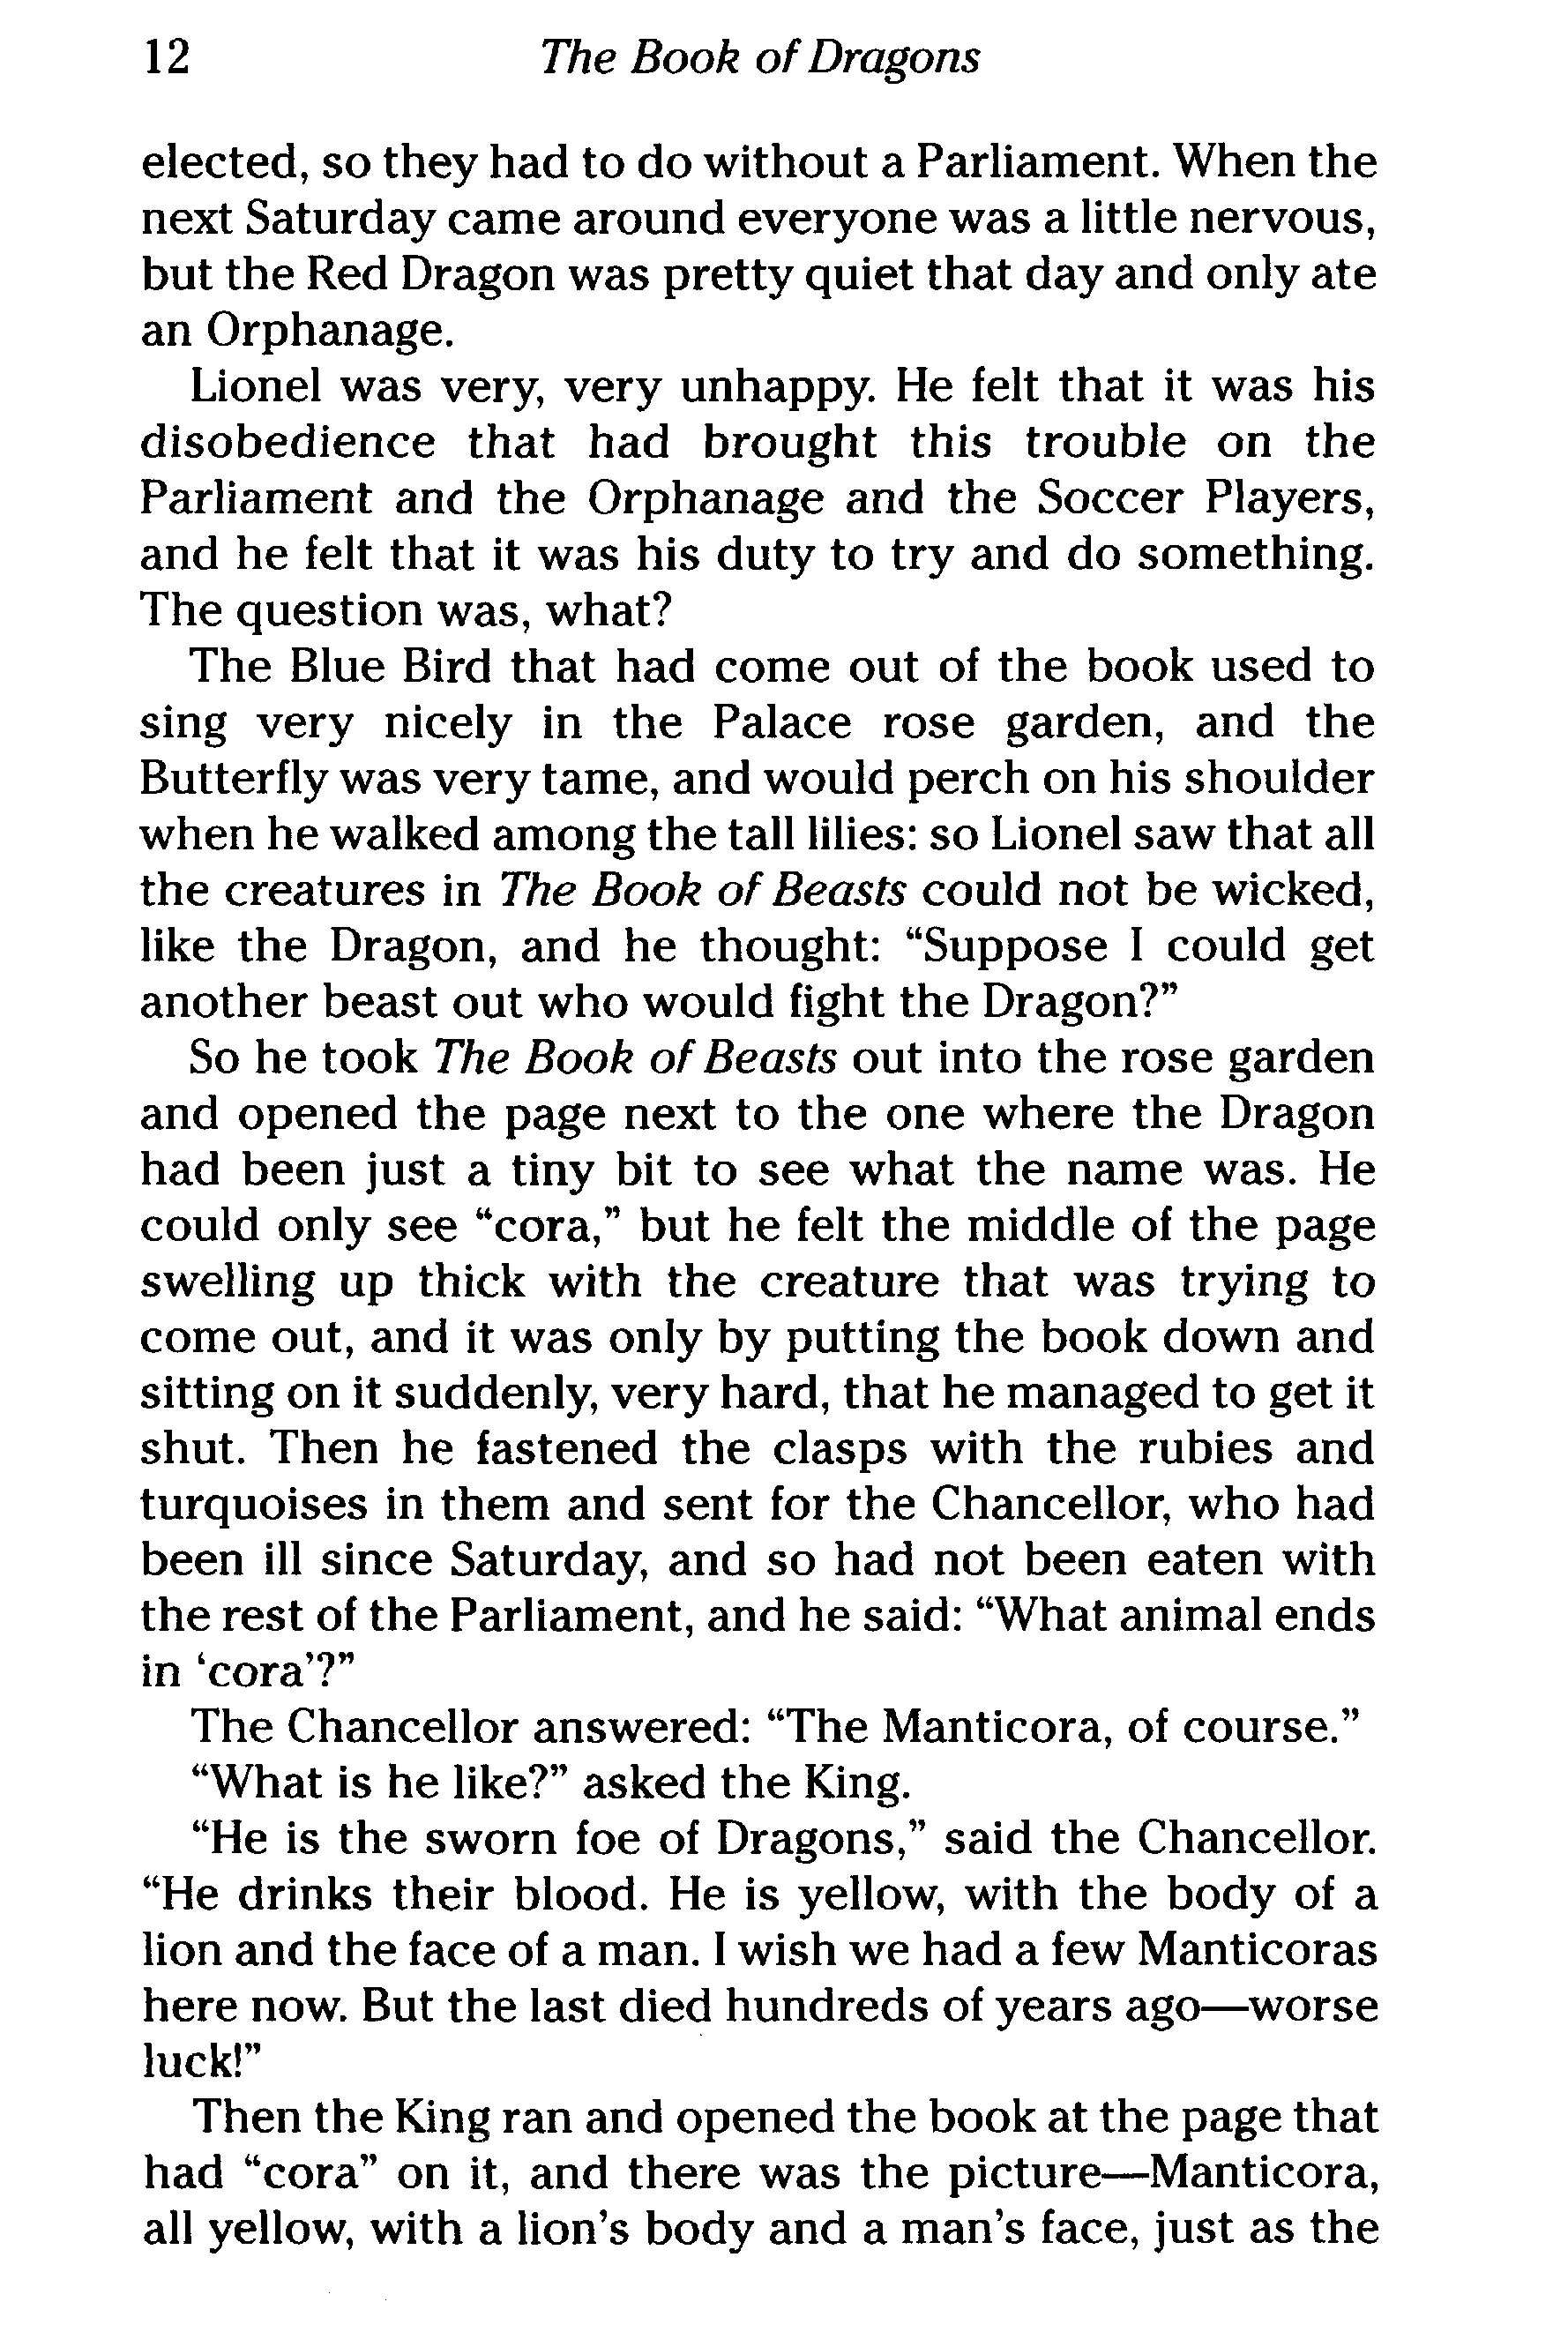 12 The Book of Dragons
elected, so they had to do without a Parliament. When the
next Saturday came around everyone was a little nervous,
but the Red Dragon was pretty quiet that day and only ate
an Orphanage.
Lionel was very, very unhappy. He felt that it was his
disobedience that had brought this trouble on the
Parliament and the Orphanage and the Soccer Players,
and he felt that it was his duty to try and do something.
The question was, what?
The Blue Bird that had come out of the book used to
sing very nicely in the Palace rose garden, and the
Butterfly was very tame, and would perch on his shoulder
when he walked among the tall lilies: so Lionel saw that all
the creatures in The Book of Beasts could not be wicked,
like the Dragon, and he thought: “Suppose I could get
another beast out who would fight the Dragon?”
So he took The Book of Beasts out into the rose garden
and opened the page next to the one where the Dragon
had been just a tiny bit to see what the name was. He
could only see “cora,” but he felt the middle of the page
swelling up thick with the creature that was trying to
come out, and it was only by putting the book down and
sitting on it suddenly, very hard, that he managed to get it
shut. Then he fastened the clasps with the rubies and
turquoises in them and sent for the Chancellor, who had
been ill since Saturday, and so had not been eaten with
the rest of the Parliament, and he said: “What animal ends
in ‘cora’?”
The Chancellor answered: “The Manticora, of course.”
“What is he like?” asked the King.
“He is the sworn foe of Dragons,” said the Chancellor.
“He drinks their blood. He is yellow, with the body of a
lion and the face of a man. I wish we had a few Manticoras
here now. But the last died hundreds of years ago—worse
luck!”
Then the King ran and opened the book at the page that
had “cora” on it, and there was the picture—Manticora,
all yellow, with a lion’s body and a man’s face, just as the